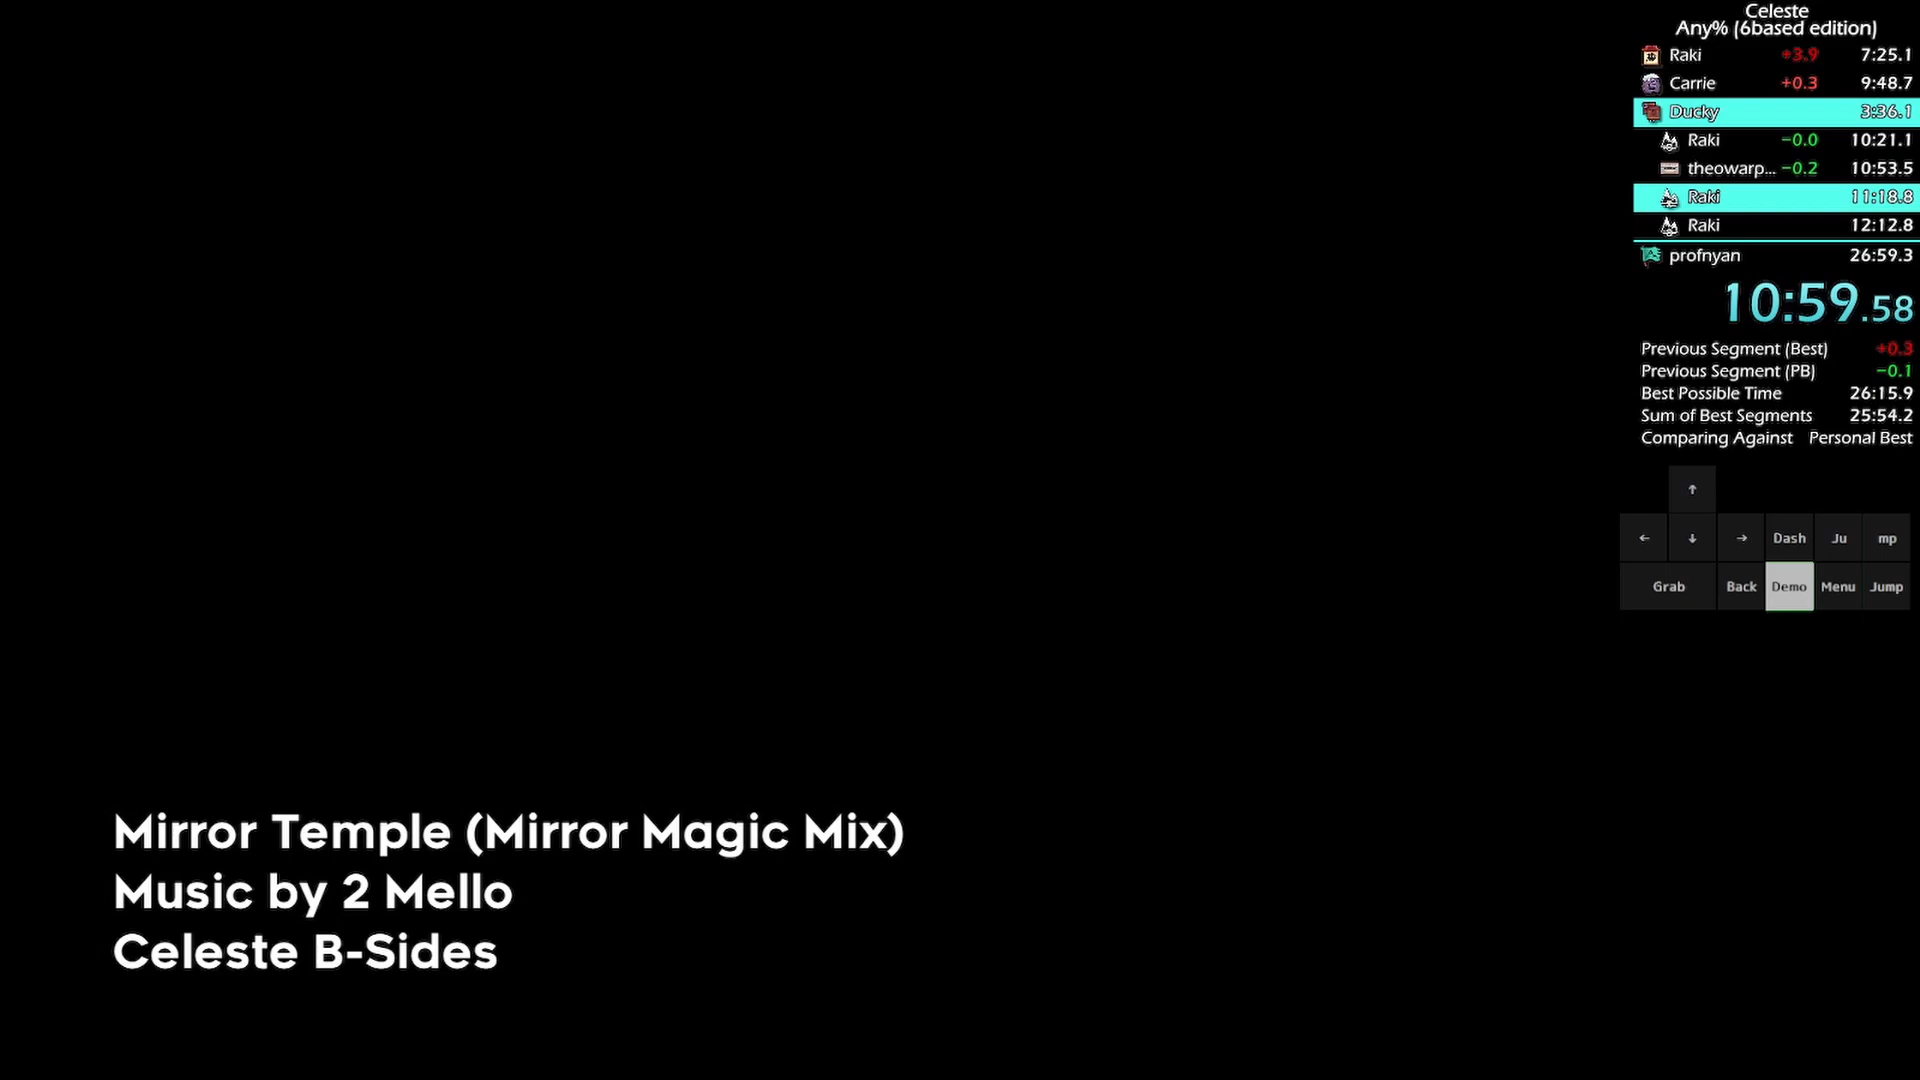 Celeste
Any% (6based edition)
Raki +3.9 7:25.1
Carrie +0.3 9:48.7
Ducky 3:36.1
Raki -0.0 10:21.1
theowarp... -0.2 10:53.5
Raki 11:18.8
Raki 12:12.8
profnyan 26:59.3
10:59.58
Previous Segment (Best) +0.3
Previous Segment (PB) -0.1
Best Possible Time 26:15.9
Sum of Best Segments 25:54.2
Comparing Against Personal Best
↑
← ↓ → Dash Ju mp
Grab Back Demo Menu Jump
Mirror Temple (Mirror Magic Mix)
Music by 2 Mello
Celeste B-Sides